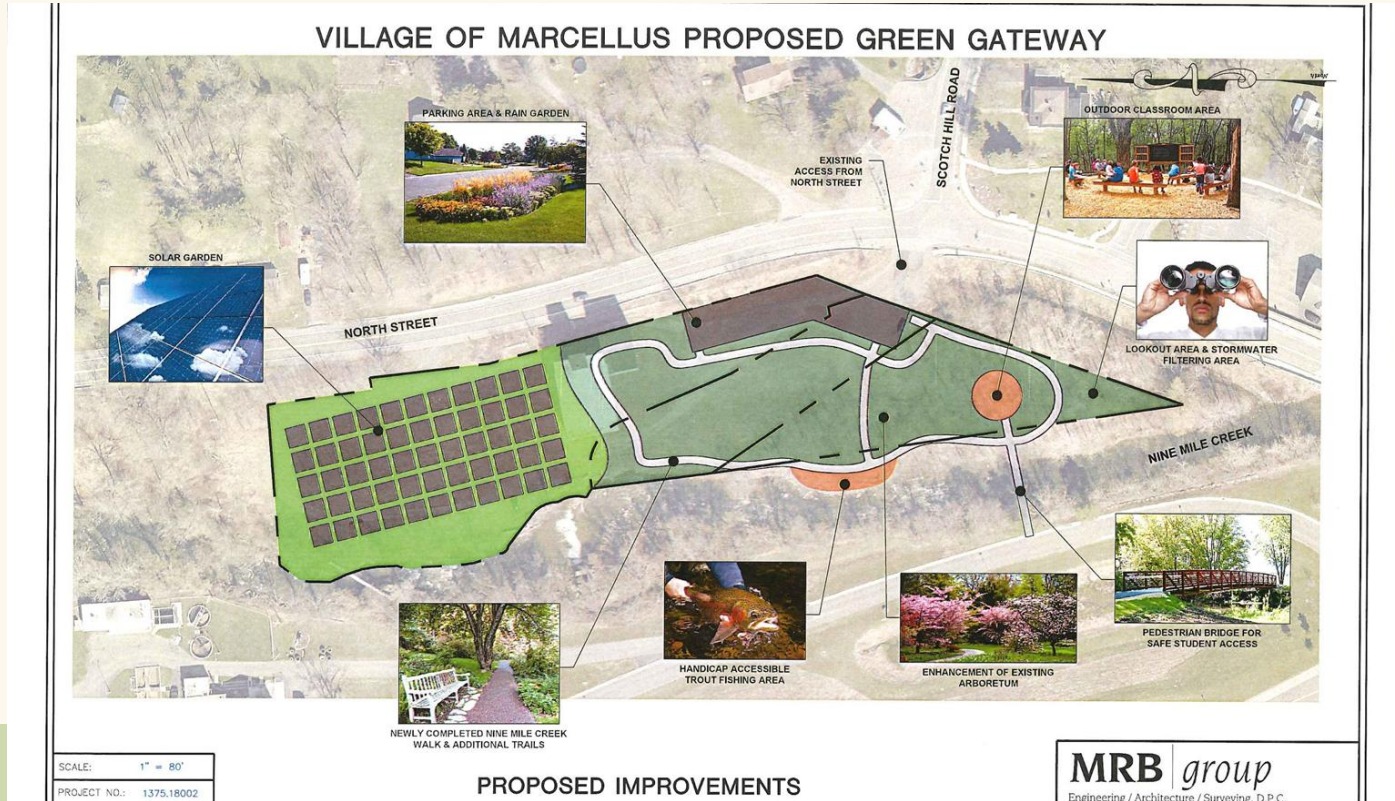 VILLAGE OF MARCELLUS PROPOSED GREEN GATEWAY
PARKING AREA & RAIN GARDEN
SCOTCH HILL ROAD
OUTDOOR CLASSROOM AREA
EXISTING
ACCESS FROM
NORTH STREET
SOLAR GARDEN
NORTH STREET
LOOKOUT AREA & STORMWATER
FILTERING AREA
NINE MILE CREEK
PEDESTRIAN BRIDGE FOR
SAFE STUDENT ACCESS
HANDICAP ACCESSIBLE
TROUT FISHING AREA
ENHANCEMENT OF EXISTING
ARBORETUM
NEWLY COMPLETED NINE MILE CREEK
WALK & ADDITIONAL TRAILS
SCALE: 1" = 80'
PROJECT NO.: 1375.18002
PROPOSED IMPROVEMENTS
MRB group
Engineering / Architecture / Surveying, D.P.C.